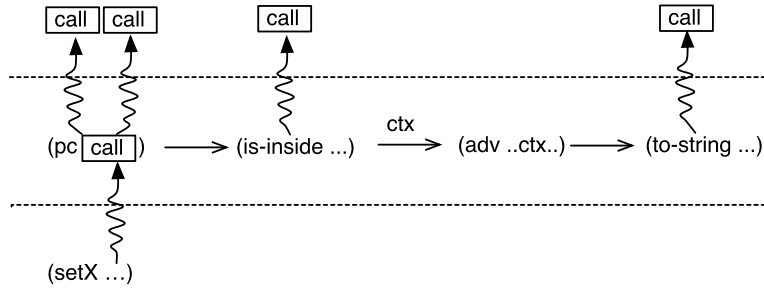 call call call call
ctx
(pc call ) (is-inside ...) (adv ..ctx..) (to-string ...)
(setX ...)